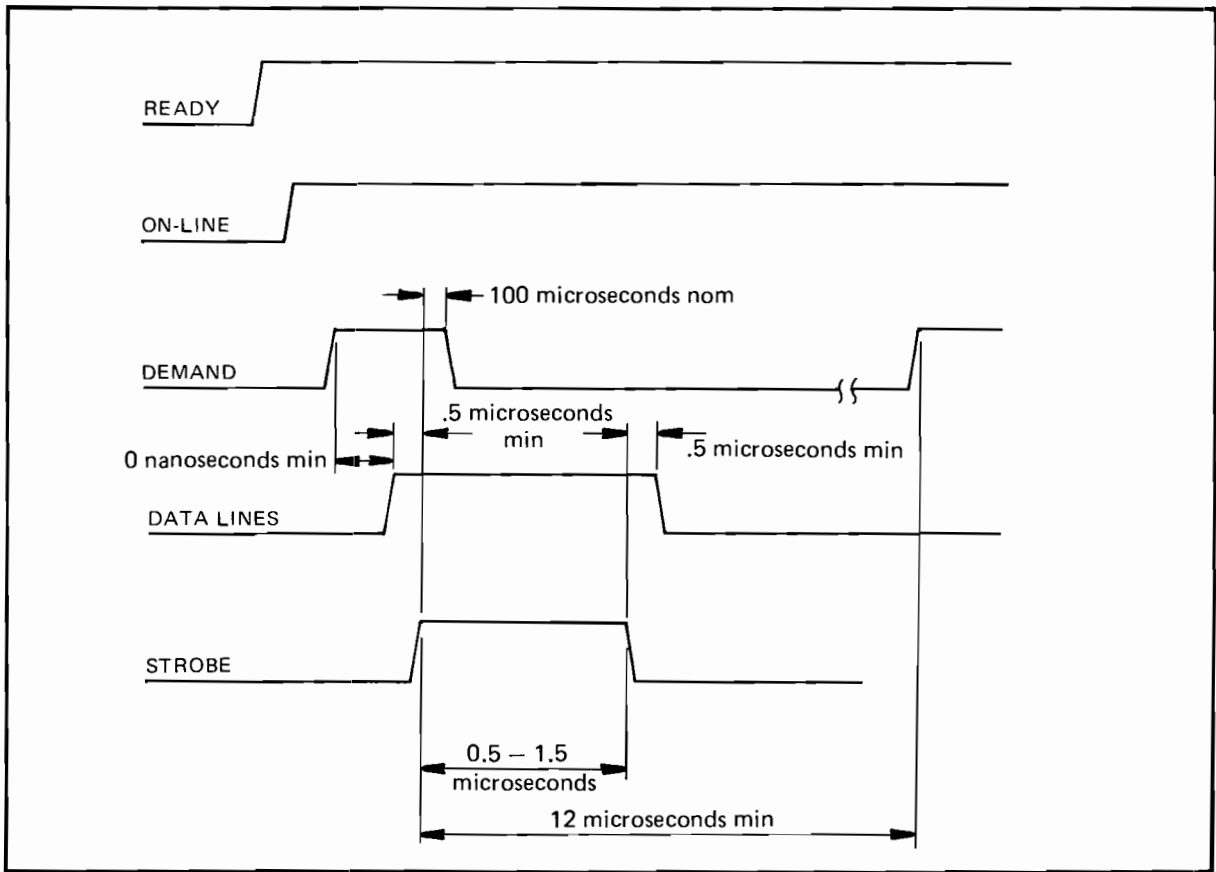 READY
ON-LINE
100 microseconds nom
DEMAND
.5 microseconds
min
.5 microseconds min
0 nanoseconds min
DATA LINES
STROBE
0.5 – 1.5
microseconds
12 microseconds min